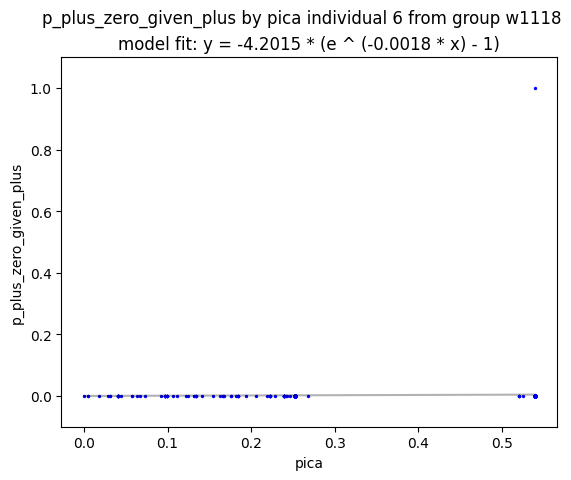 p_plus_zero_given_plus by pica individual 6 from group w1118
model fit: y = -4.2015 * (e ^ (-0.0018 * x) - 1)
1.0
0.8
0.6
0.4
0.2
0.0
p_plus_zero_given_plus
0.0 0.1 0.2 0.3 0.4 0.5
pica